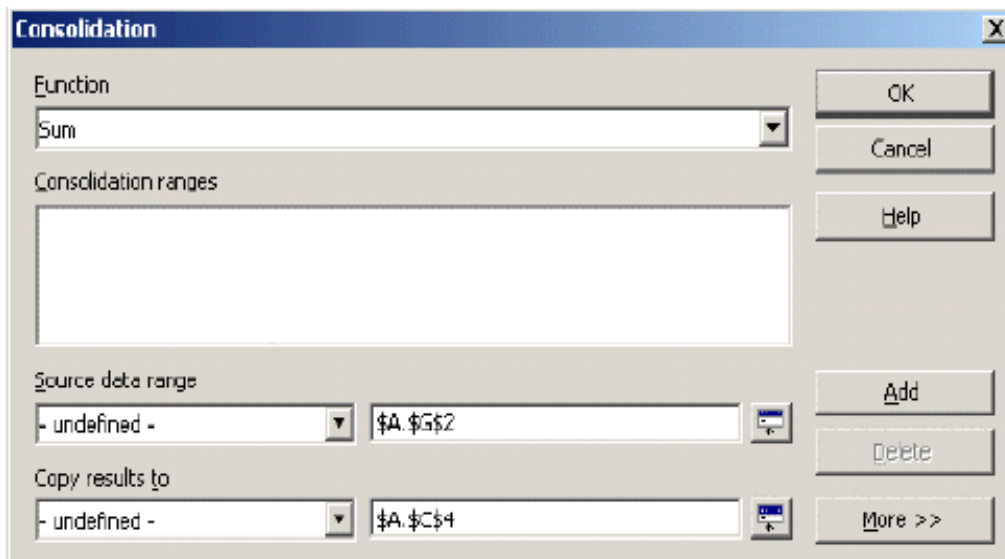 Consolidation
Function
Sum
OK
Cancel
Consolidation ranges
Help
Source data range
- undefined -
$A.$G$2
Add
Delete
Copy results to
- undefined -
$A.$C$4
More >>